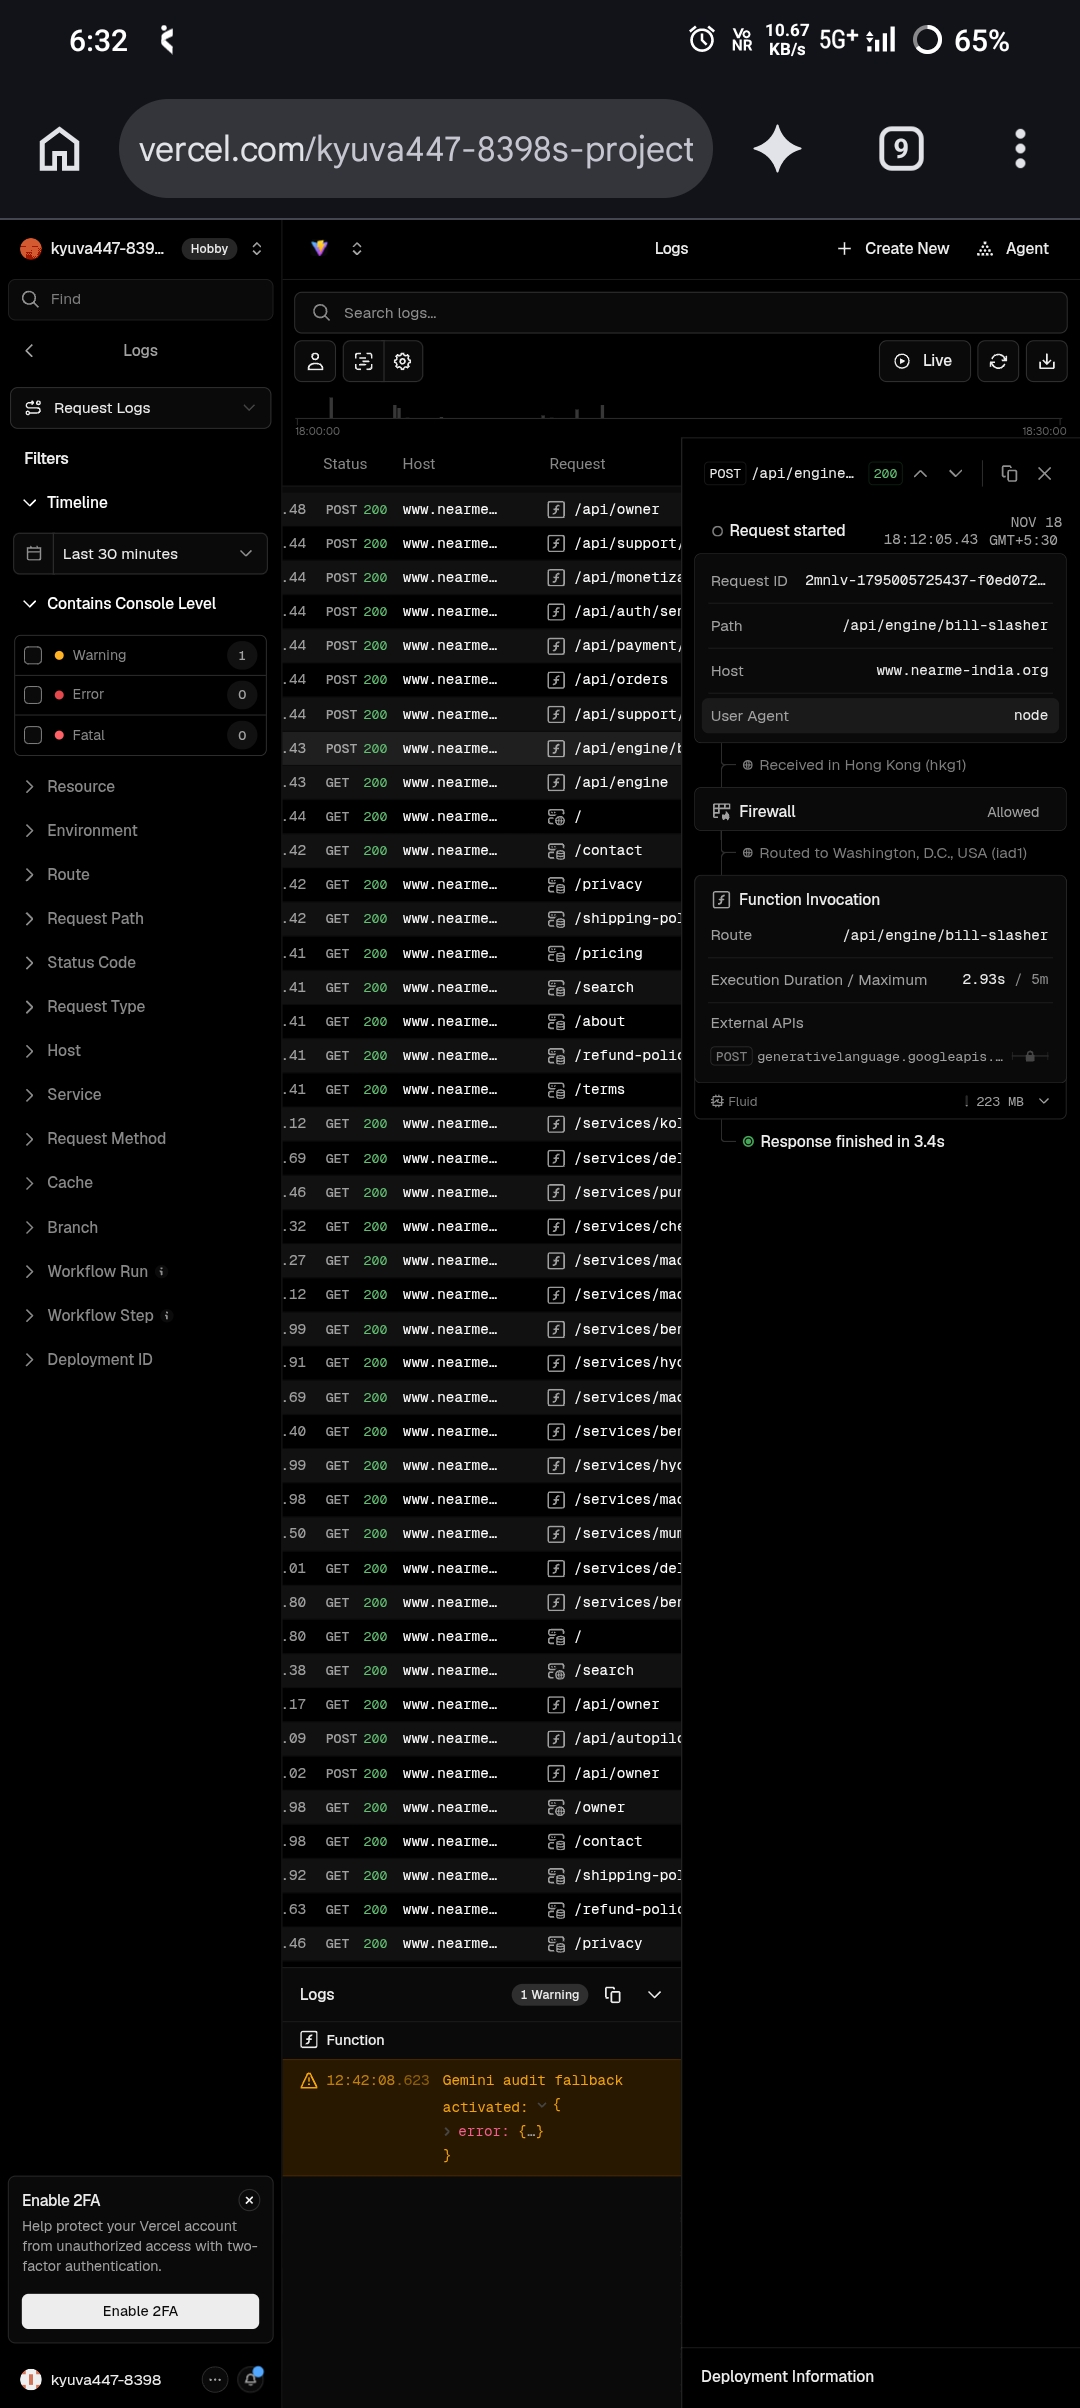 6:32
Vo NR
10.67 KB/s
5G+
65%
vercel.com/kyuva447-8398s-project
9
kyuva447-839…
Hobby
Find
Logs
Request Logs
Filters
Timeline
Last 30 minutes
Contains Console Level
Warning 1
Error 0
Fatal 0
Resource
Environment
Route
Request Path
Status Code
Request Type
Host
Service
Request Method
Cache
Branch
Workflow Run
Workflow Step
Deployment ID
Enable 2FA
Help protect your Vercel account
from unauthorized access with two-
factor authentication.
Enable 2FA
kyuva447-8398
Logs
Create New
Agent
Search logs...
Live
18:00:00
18:30:00
Status Host Request
.48 POST 200 www.nearme… /api/owner
.44 POST 200 www.nearme… /api/support/
.44 POST 200 www.nearme… /api/monetiza
.44 POST 200 www.nearme… /api/auth/ser
.44 POST 200 www.nearme… /api/payment/
.44 POST 200 www.nearme… /api/orders
.44 POST 200 www.nearme… /api/support/
.43 POST 200 www.nearme… /api/engine/b
.43 GET 200 www.nearme… /api/engine
.44 GET 200 www.nearme… /
.42 GET 200 www.nearme… /contact
.42 GET 200 www.nearme… /privacy
.42 GET 200 www.nearme… /shipping-pol
.41 GET 200 www.nearme… /pricing
.41 GET 200 www.nearme… /search
.41 GET 200 www.nearme… /about
.41 GET 200 www.nearme… /refund-polic
.41 GET 200 www.nearme… /terms
.12 GET 200 www.nearme… /services/kol
.69 GET 200 www.nearme… /services/del
.46 GET 200 www.nearme… /services/pun
.32 GET 200 www.nearme… /services/che
.27 GET 200 www.nearme… /services/mad
.12 GET 200 www.nearme… /services/mad
.99 GET 200 www.nearme… /services/ben
.91 GET 200 www.nearme… /services/hyd
.69 GET 200 www.nearme… /services/mad
.40 GET 200 www.nearme… /services/ben
.99 GET 200 www.nearme… /services/hyd
.98 GET 200 www.nearme… /services/mad
.50 GET 200 www.nearme… /services/mum
.01 GET 200 www.nearme… /services/del
.80 GET 200 www.nearme… /services/ben
.80 GET 200 www.nearme… /
.38 GET 200 www.nearme… /search
.17 GET 200 www.nearme… /api/owner
.09 POST 200 www.nearme… /api/autopilo
.02 POST 200 www.nearme… /api/owner
.98 GET 200 www.nearme… /owner
.98 GET 200 www.nearme… /contact
.92 GET 200 www.nearme… /shipping-pol
.63 GET 200 www.nearme… /refund-polic
.46 GET 200 www.nearme… /privacy
Logs
1 Warning
Function
12:42:08.623 Gemini audit fallback
activated: {
error: {…}
}
POST /api/engine… 200
Request started
NOV 18
18:12:05.43 GMT+5:30
Request ID 2mnlv-1795005725437-f0ed072…
Path /api/engine/bill-slasher
Host www.nearme-india.org
User Agent node
Received in Hong Kong (hkg1)
Firewall Allowed
Routed to Washington, D.C., USA (iad1)
Function Invocation
Route /api/engine/bill-slasher
Execution Duration / Maximum 2.93s / 5m
External APIs
POST generativelanguage.googleapis.…
Fluid 223 MB
Response finished in 3.4s
Deployment Information